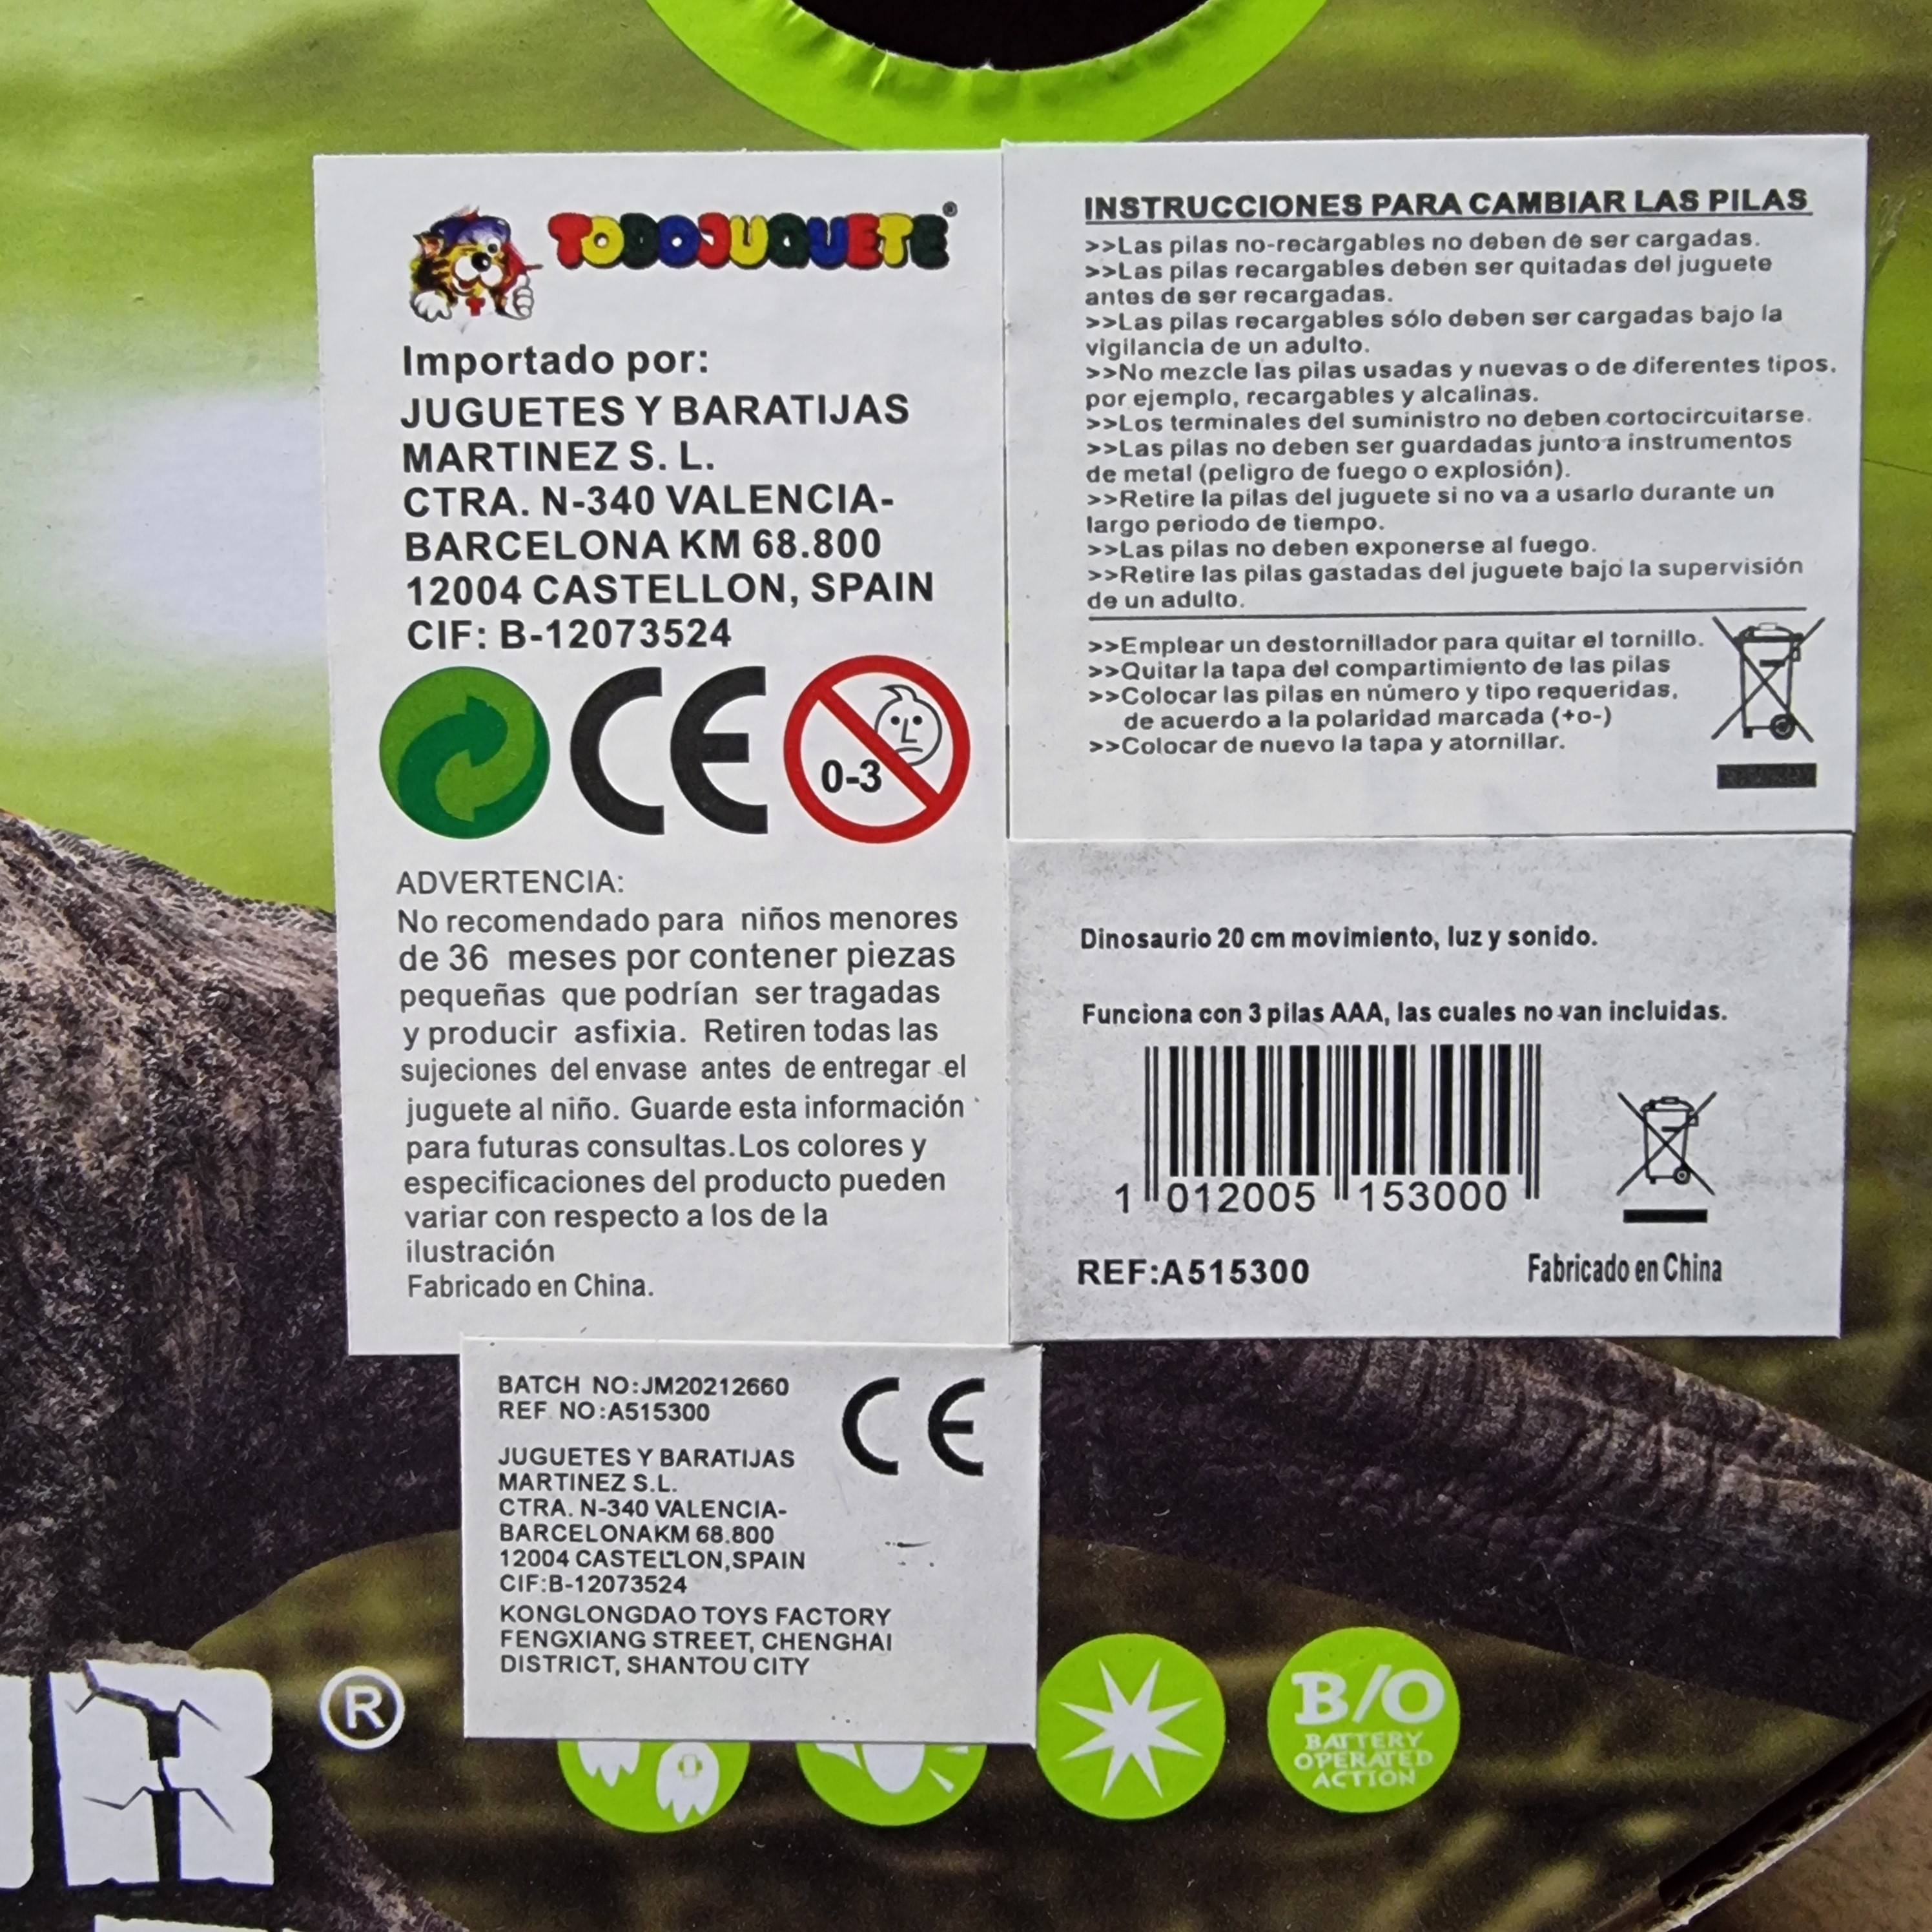 TODOJUQUETE®
Importado por:
JUGUETES Y BARATIJAS
MARTINEZ S. L.
CTRA. N-340 VALENCIA-
BARCELONA KM 68.800
12004 CASTELLON, SPAIN
CIF: B-12073524
CE
0-3
ADVERTENCIA:
No recomendado para niños menores
de 36 meses por contener piezas
pequeñas que podrían ser tragadas
y producir asfixia. Retiren todas las
sujeciones del envase antes de entregar el
juguete al niño. Guarde esta información
para futuras consultas.Los colores y
especificaciones del producto pueden
variar con respecto a los de la
ilustración
Fabricado en China.
INSTRUCCIONES PARA CAMBIAR LAS PILAS
>>Las pilas no-recargables no deben de ser cargadas.
>>Las pilas recargables deben ser quitadas del juguete
antes de ser recargadas.
>>Las pilas recargables sólo deben ser cargadas bajo la
vigilancia de un adulto.
>>No mezcle las pilas usadas y nuevas o de diferentes tipos,
por ejemplo, recargables y alcalinas.
>>Los terminales del suministro no deben cortocircuitarse.
>>Las pilas no deben ser guardadas junto a instrumentos
de metal (peligro de fuego o explosión).
>>Retire la pilas del juguete si no va a usarlo durante un
largo periodo de tiempo.
>>Las pilas no deben exponerse al fuego.
>>Retire las pilas gastadas del juguete bajo la supervisión
de un adulto.
>>Emplear un destornillador para quitar el tornillo.
>>Quitar la tapa del compartimiento de las pilas
>>Colocar las pilas en número y tipo requeridas,
de acuerdo a la polaridad marcada (+o-)
>>Colocar de nuevo la tapa y atornillar.
Dinosaurio 20 cm movimiento, luz y sonido.
Funciona con 3 pilas AAA, las cuales no van incluidas.
1 012005 153000
REF:A515300 Fabricado en China
BATCH NO:JM20212660
REF NO:A515300
CE
JUGUETES Y BARATIJAS
MARTINEZ S.L.
CTRA. N-340 VALENCIA-
BARCELONAKM 68.800
12004 CASTELLON,SPAIN
CIF:B-12073524
KONGLONGDAO TOYS FACTORY
FENGXIANG STREET, CHENGHAI
DISTRICT, SHANTOU CITY
R ®
B/O
BATTERY
OPERATED
ACTION